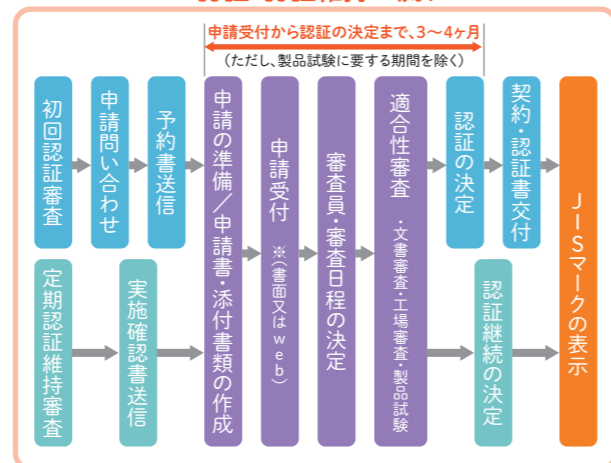 申請受付から認証の決定まで、3〜4ヶ月
(ただし、製品試験に要する期間を除く)
初回認証審査
申請問い合わせ
予約書送信
申請の準備／申請書・添付書類の作成
申請受付 ※(書面又はweb)
審査員・審査日程の決定
適合性審査
・文書審査・工場審査・製品試験
認証の決定
契約・認証書交付
JISマークの表示
定期認証維持審査
実施確認書送信
認証継続の決定